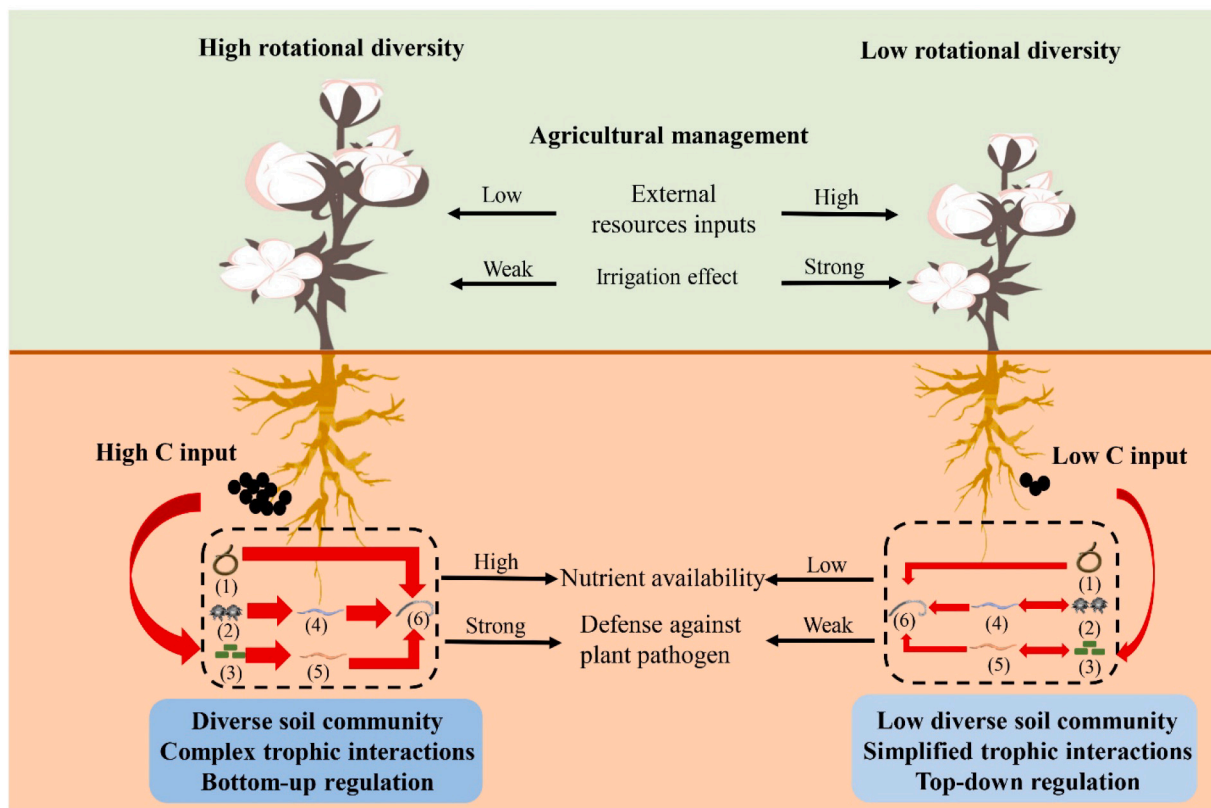 High rotational diversity
Low rotational diversity
Agricultural management
Low
External
resources inputs
High
Weak
Irrigation effect
Strong
High C input
Low C input
(1)
(2)
(3)
(4)
(5)
(6)
High
Nutrient availability
Low
Strong
Defense against
plant pathogen
Weak
(1)
(2)
(3)
(4)
(5)
(6)
Diverse soil community
Complex trophic interactions
Bottom-up regulation
Low diverse soil community
Simplified trophic interactions
Top-down regulation